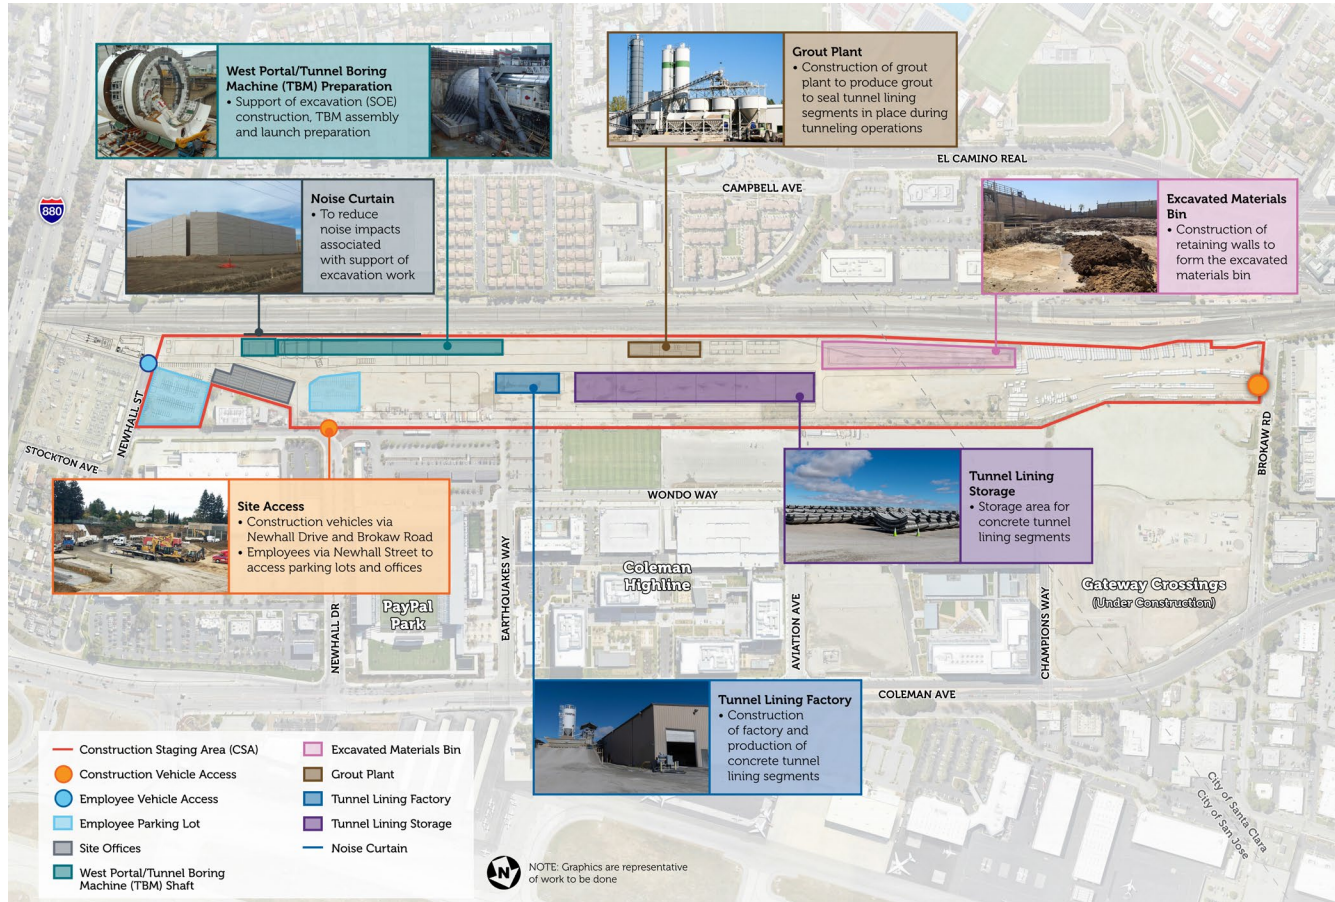 West Portal/Tunnel Boring
Machine (TBM) Preparation
• Support of excavation (SOE)
construction, TBM assembly
and launch preparation
Grout Plant
• Construction of grout
plant to produce grout
to seal tunnel lining
segments in place during
tunneling operations
EL CAMINO REAL
CAMPBELL AVE
880
Noise Curtain
• To reduce
noise impacts
associated
with support of
excavation work
Excavated Materials
Bin
• Construction of
retaining walls to
form the excavated
materials bin
NEWHALL ST
STOCKTON AVE
BROKAW RD
Site Access
• Construction vehicles via
Newhall Drive and Brokaw Road
• Employees via Newhall Street to
access parking lots and offices
WONDO WAY
Tunnel Lining
Storage
• Storage area for
concrete tunnel
lining segments
EARTHQUAKES WAY
Coleman
Highline
Gateway Crossings
(Under Construction)
NEWHALL DR
PayPal
Park
AVIATION AVE
CHAMPIONS WAY
COLEMAN AVE
Tunnel Lining Factory
• Construction
of factory and
production of
concrete tunnel
lining segments
Construction Staging Area (CSA)
Construction Vehicle Access
Employee Vehicle Access
Employee Parking Lot
Site Offices
West Portal/Tunnel Boring
Machine (TBM) Shaft
Excavated Materials Bin
Grout Plant
Tunnel Lining Factory
Tunnel Lining Storage
Noise Curtain
N
NOTE: Graphics are representative
of work to be done
City of Santa Clara
City of San Jose